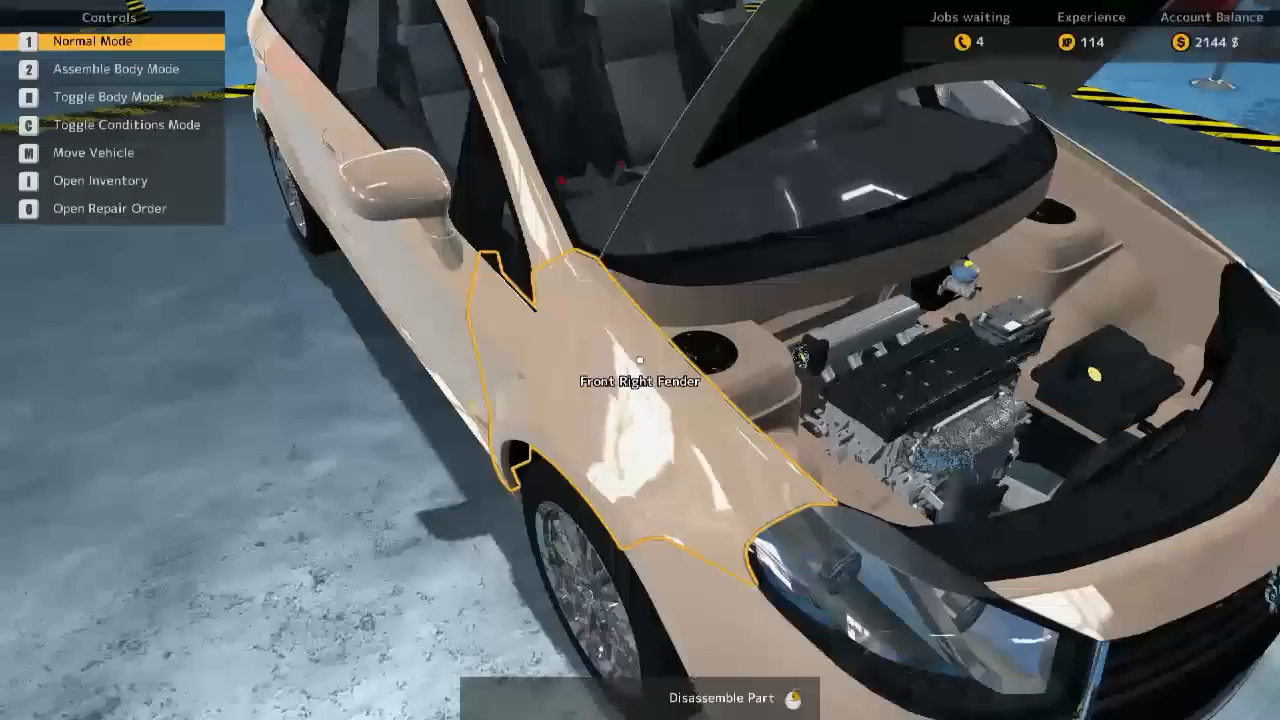 Controls
1 Normal Mode
2 Assemble Body Mode
Toggle Body Mode
C Toggle Conditions Mode
M Move Vehicle
I Open Inventory
O Open Repair Order
Jobs waiting Experience Account Balance
4 XP 114 $ 2144 $
Front Right Fender
Disassemble Part